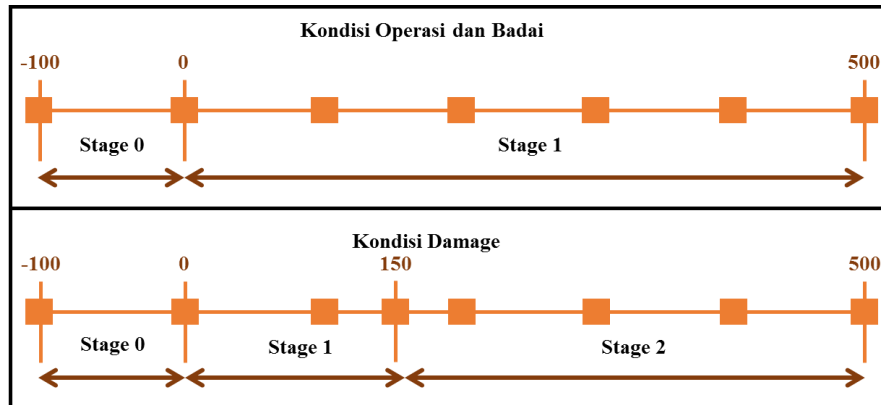 Kondisi Operasi dan Badai
-100 0 500
Stage 0 Stage 1
Kondisi Damage
-100 0 150 500
Stage 0 Stage 1 Stage 2